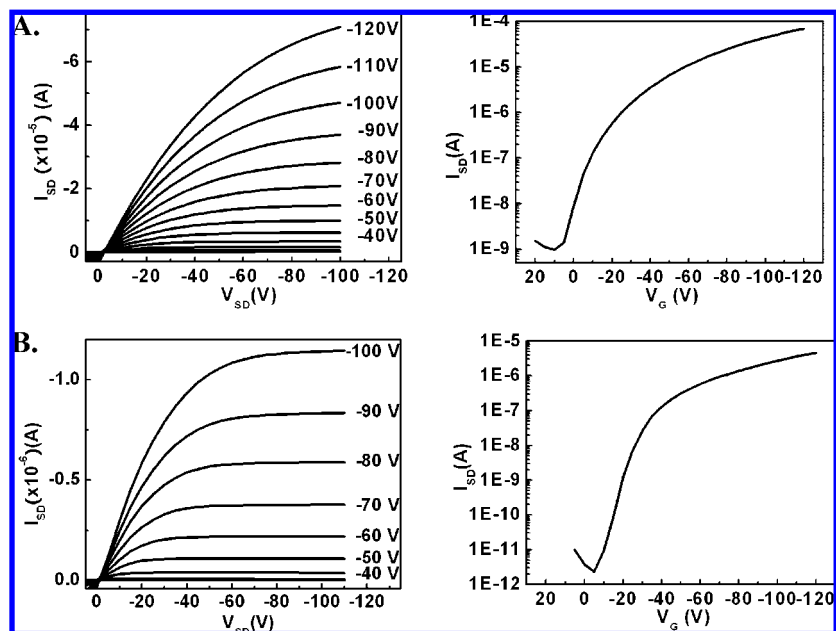 A.
-6
-4
-2
0
I_SD (x10^-5) (A)
-120V
-110V
-100V
-90V
-80V
-70V
-60V
-50V
-40V
0 -20 -40 -60 -80 -100 -120
V_SD(V)
1E-4
1E-5
1E-6
1E-7
1E-8
1E-9
I_SD(A)
20 0 -20 -40 -60 -80 -100 -120
V_G (V)
B.
-1.0
-0.5
0.0
I_SD(x10^-6)(A)
-100 V
-90 V
-80 V
-70 V
-60 V
-50 V
-40 V
0 -20 -40 -60 -80 -100 -120
V_SD(V)
1E-5
1E-6
1E-7
1E-8
1E-9
1E-10
1E-11
1E-12
I_SD(A)
20 0 -20 -40 -60 -80 -100 -120
V_G (V)